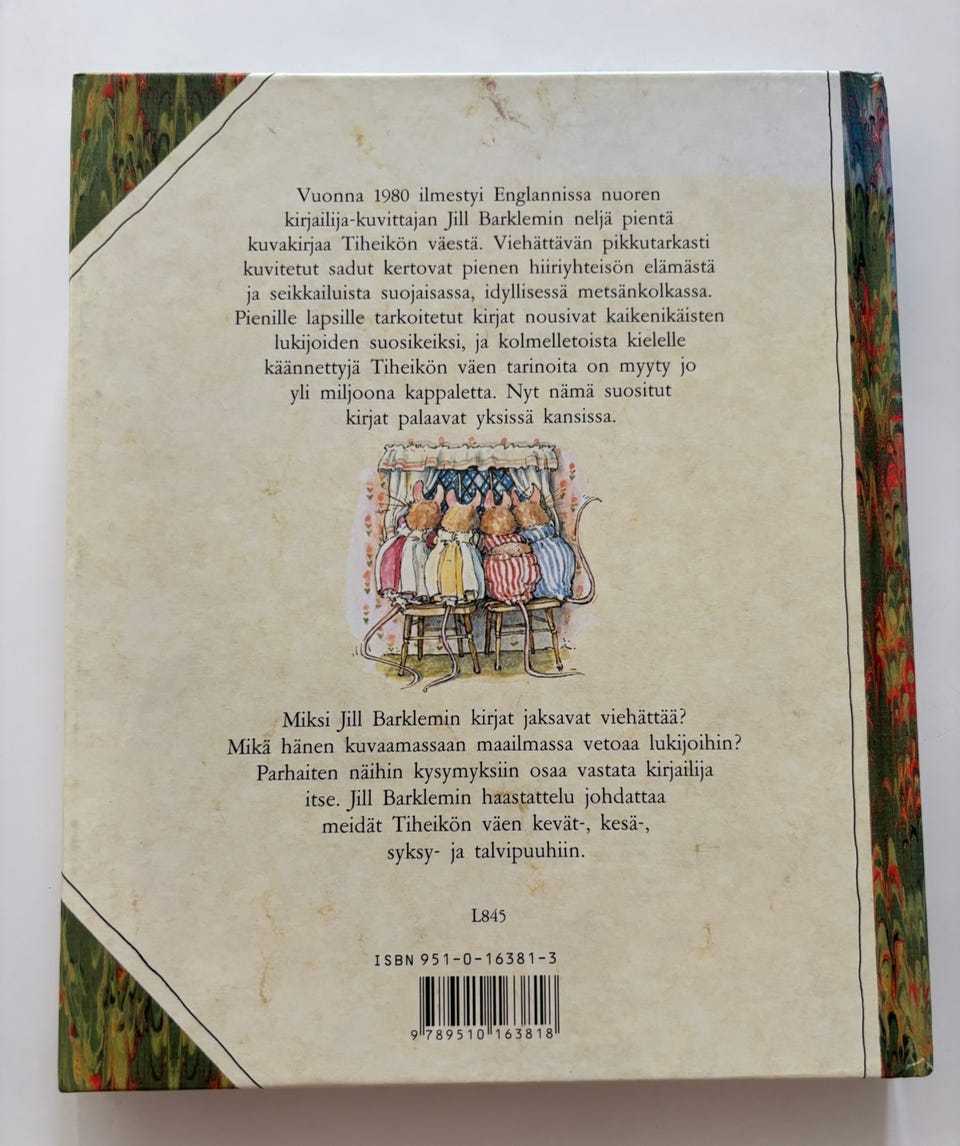 Vuonna 1980 ilmestyi Englannissa nuoren
kirjailija-kuvittajan Jill Barklemin neljä pientä
kuvakirjaa Tiheikön väestä. Viehättävän pikkutarkasti
kuvitetut sadut kertovat pienen hiiriyhteisön elämästä
ja seikkailuista suojaisassa, idyllisessä metsänkolkassa.
Pienille lapsille tarkoitetut kirjat nousivat kaikenikäisten
lukijoiden suosikeiksi, ja kolmelletoista kielelle
käännettyjä Tiheikön väen tarinoita on myyty jo
yli miljoona kappaletta. Nyt nämä suositut
kirjat palaavat yksissä kansissa.
Miksi Jill Barklemin kirjat jaksavat viehättää?
Mikä hänen kuvaamassaan maailmassa vetoaa lukijoihin?
Parhaiten näihin kysymyksiin osaa vastata kirjailija
itse. Jill Barklemin haastattelu johdattaa
meidät Tiheikön väen kevät-, kesä-,
syksy- ja talvipuuhiin.
L845
ISBN 951-0-16381-3
9 789510 163818